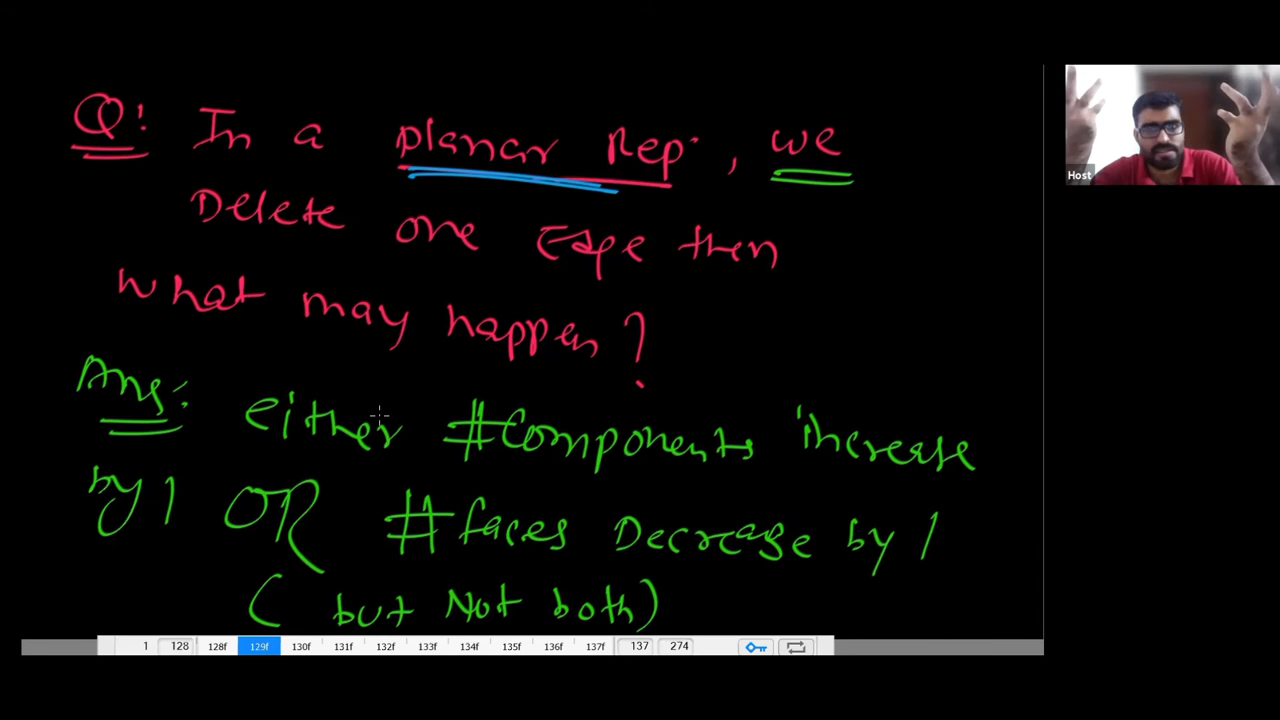 Q: In a planar Rep., we
Delete one edge then
what may happen?
Ans: either #Components increase
by 1 OR #faces Decrease by 1
(but Not both)
Host
1 128 128f 129f 130f 131f 132f 133f 134f 135f 136f 137f 137 274